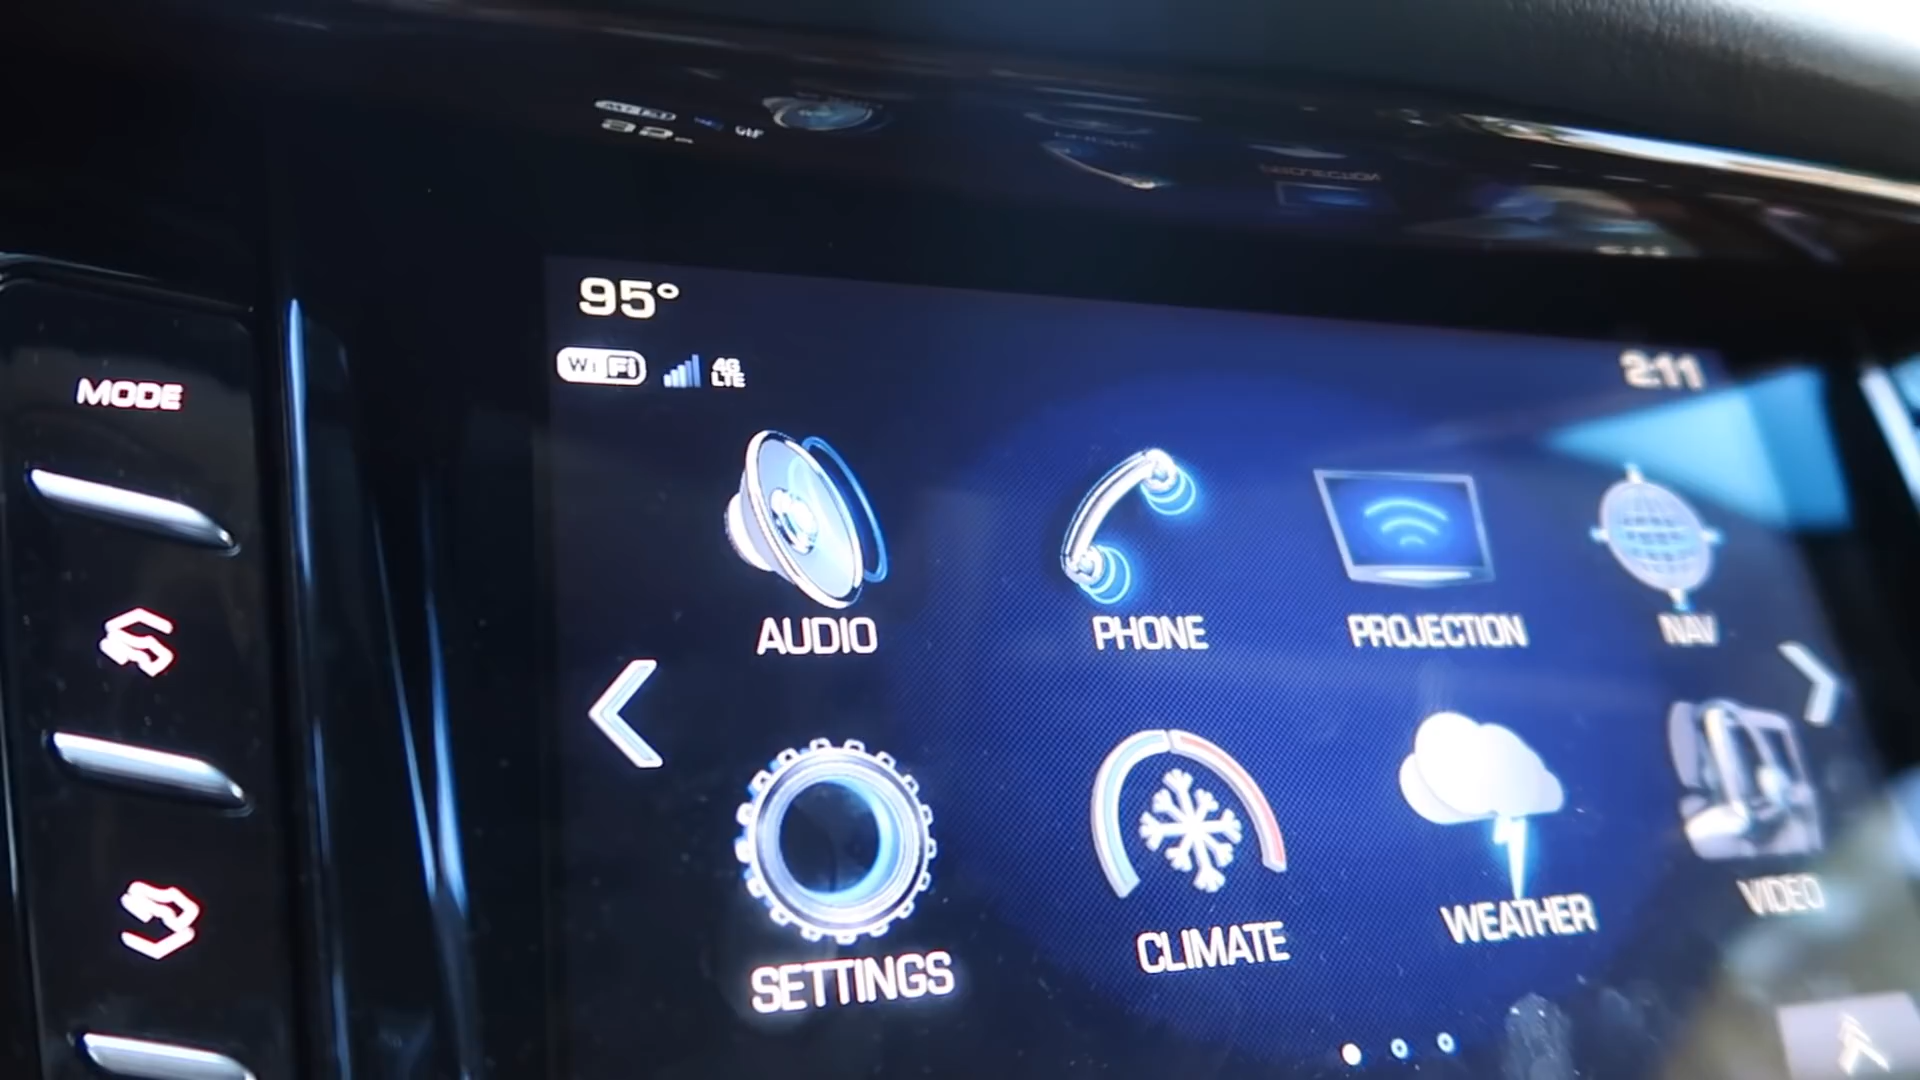 95°
WiFi 4G LTE
2:11
MODE
AUDIO
PHONE
PROJECTION
NAV
SETTINGS
CLIMATE
WEATHER
VIDEO